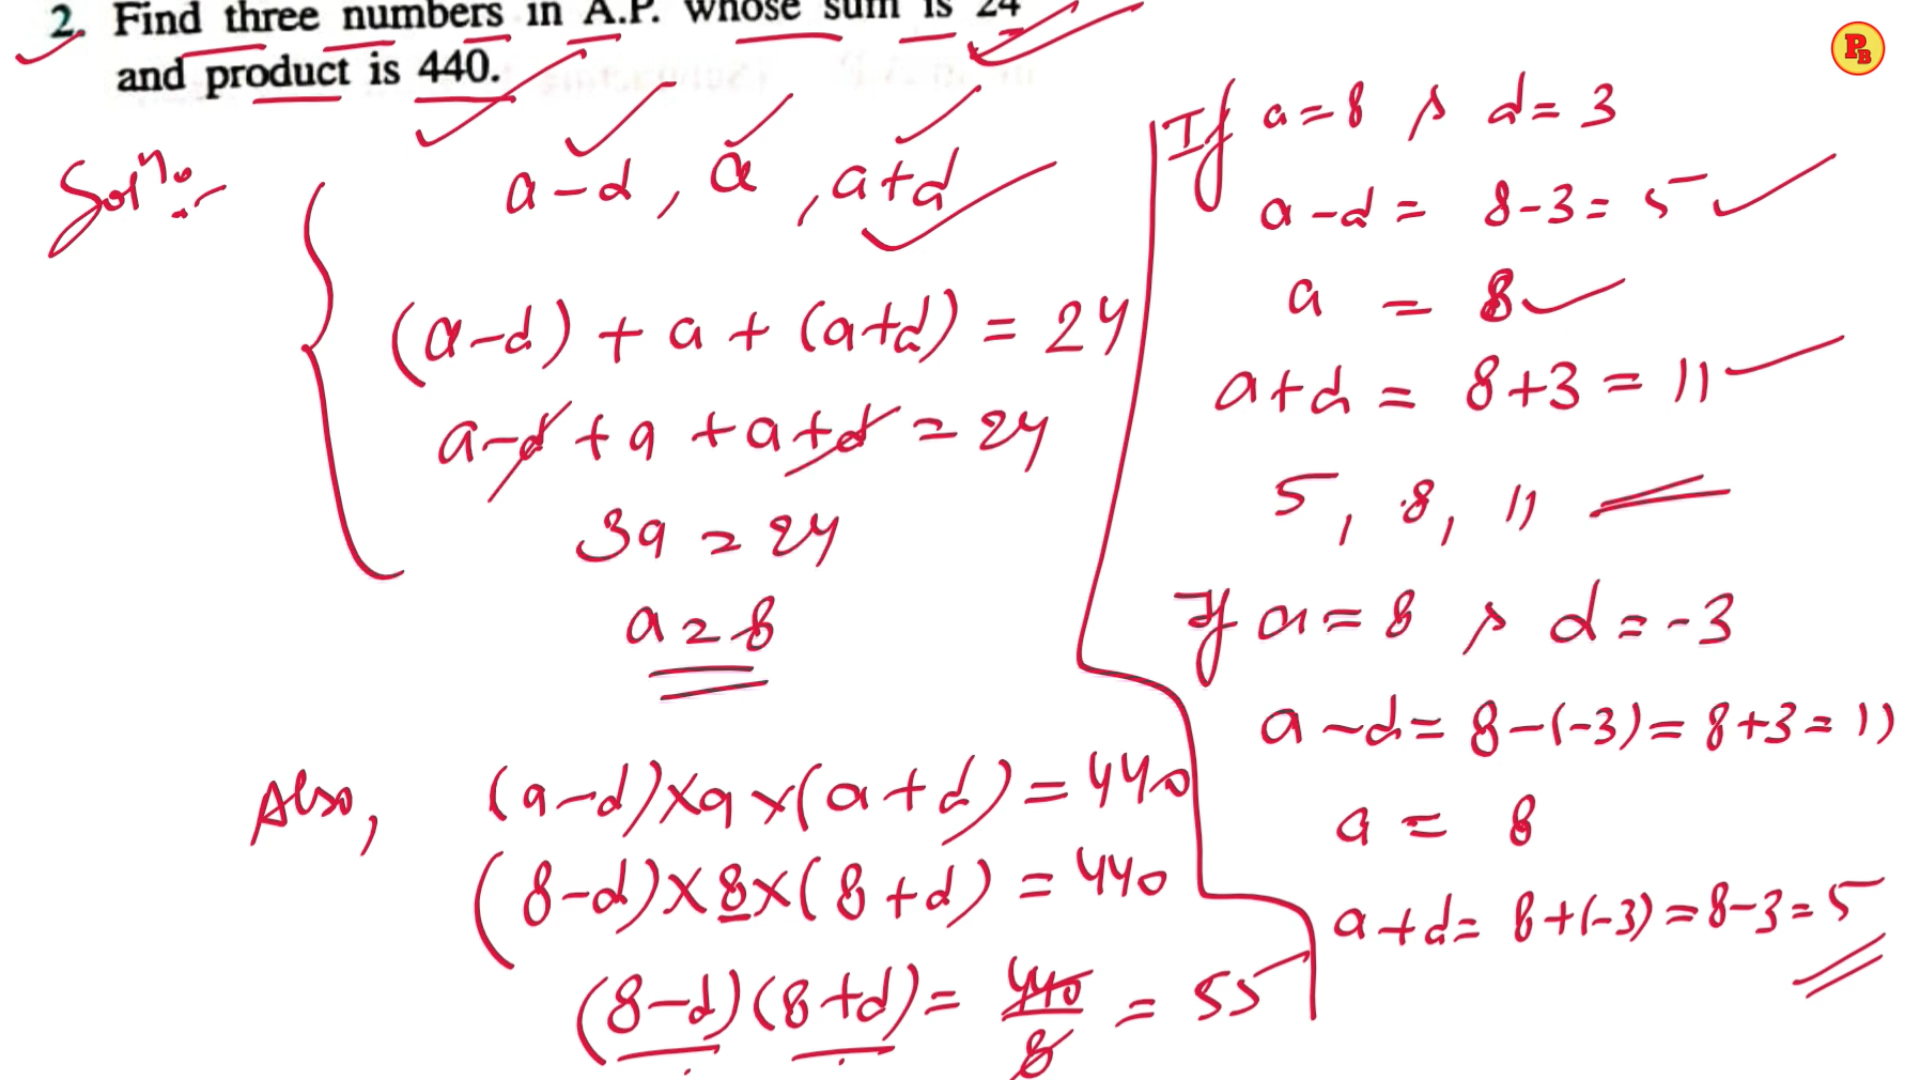 2. Find three numbers in A.P. whose sum is 24
and product is 440.
Solⁿ:-
a-d, a, a+d
(a-d) + a + (a+d) = 24
a-d + a + a+d = 24
3a = 24
a = 8
Also, (a-d)×a×(a+d) = 440
(8-d)×8×(8+d) = 440
(8-d)(8+d) = 440/8 = 55
If a=8, d=3
a-d = 8-3 = 5
a = 8
a+d = 8+3 = 11
5, 8, 11
If a=8, d=-3
a-d = 8-(-3) = 8+3 = 11
a = 8
a+d = 8+(-3) = 8-3 = 5
PB